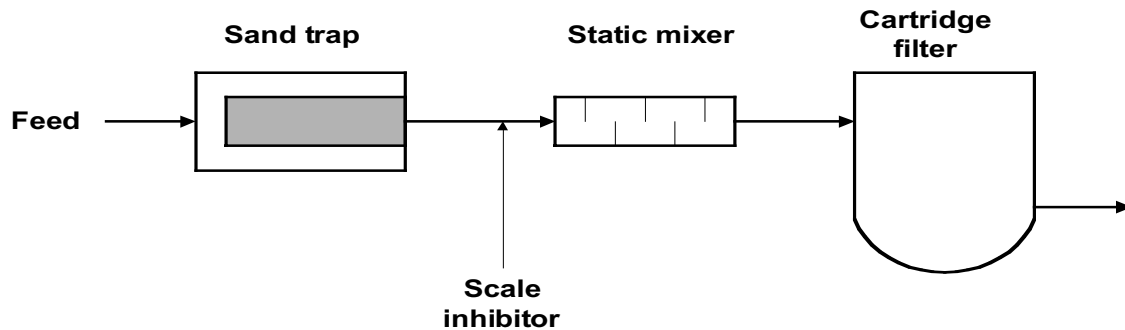 Sand trap
Static mixer
Cartridge
filter
Feed
Scale
inhibitor